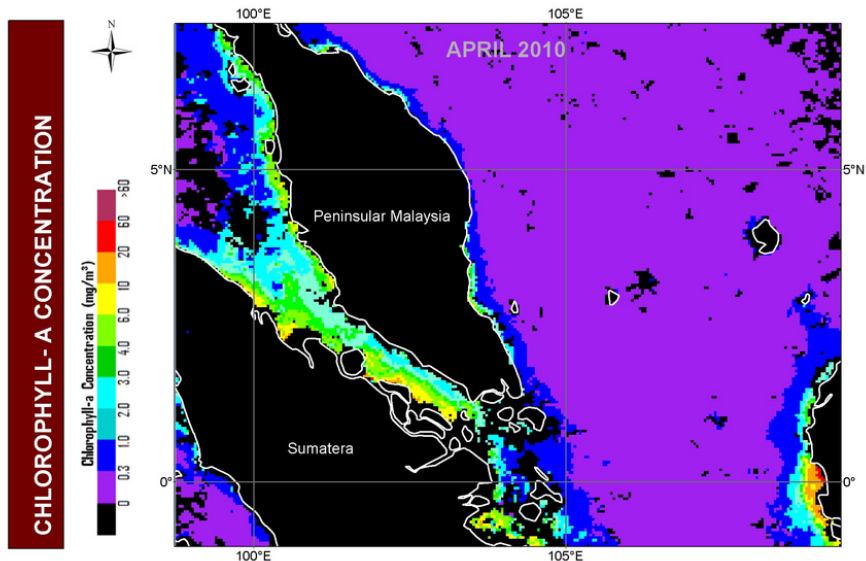 CHLOROPHYLL- A CONCENTRATION
N
Chlorophyll-a Concentration (mg/m³)
>60
60
20
10
6.0
4.0
3.0
2.0
1.0
0.3
0
100°E
105°E
APRIL 2010
5°N
5°N
Peninsular Malaysia
Sumatera
0°
0°
100°E
105°E